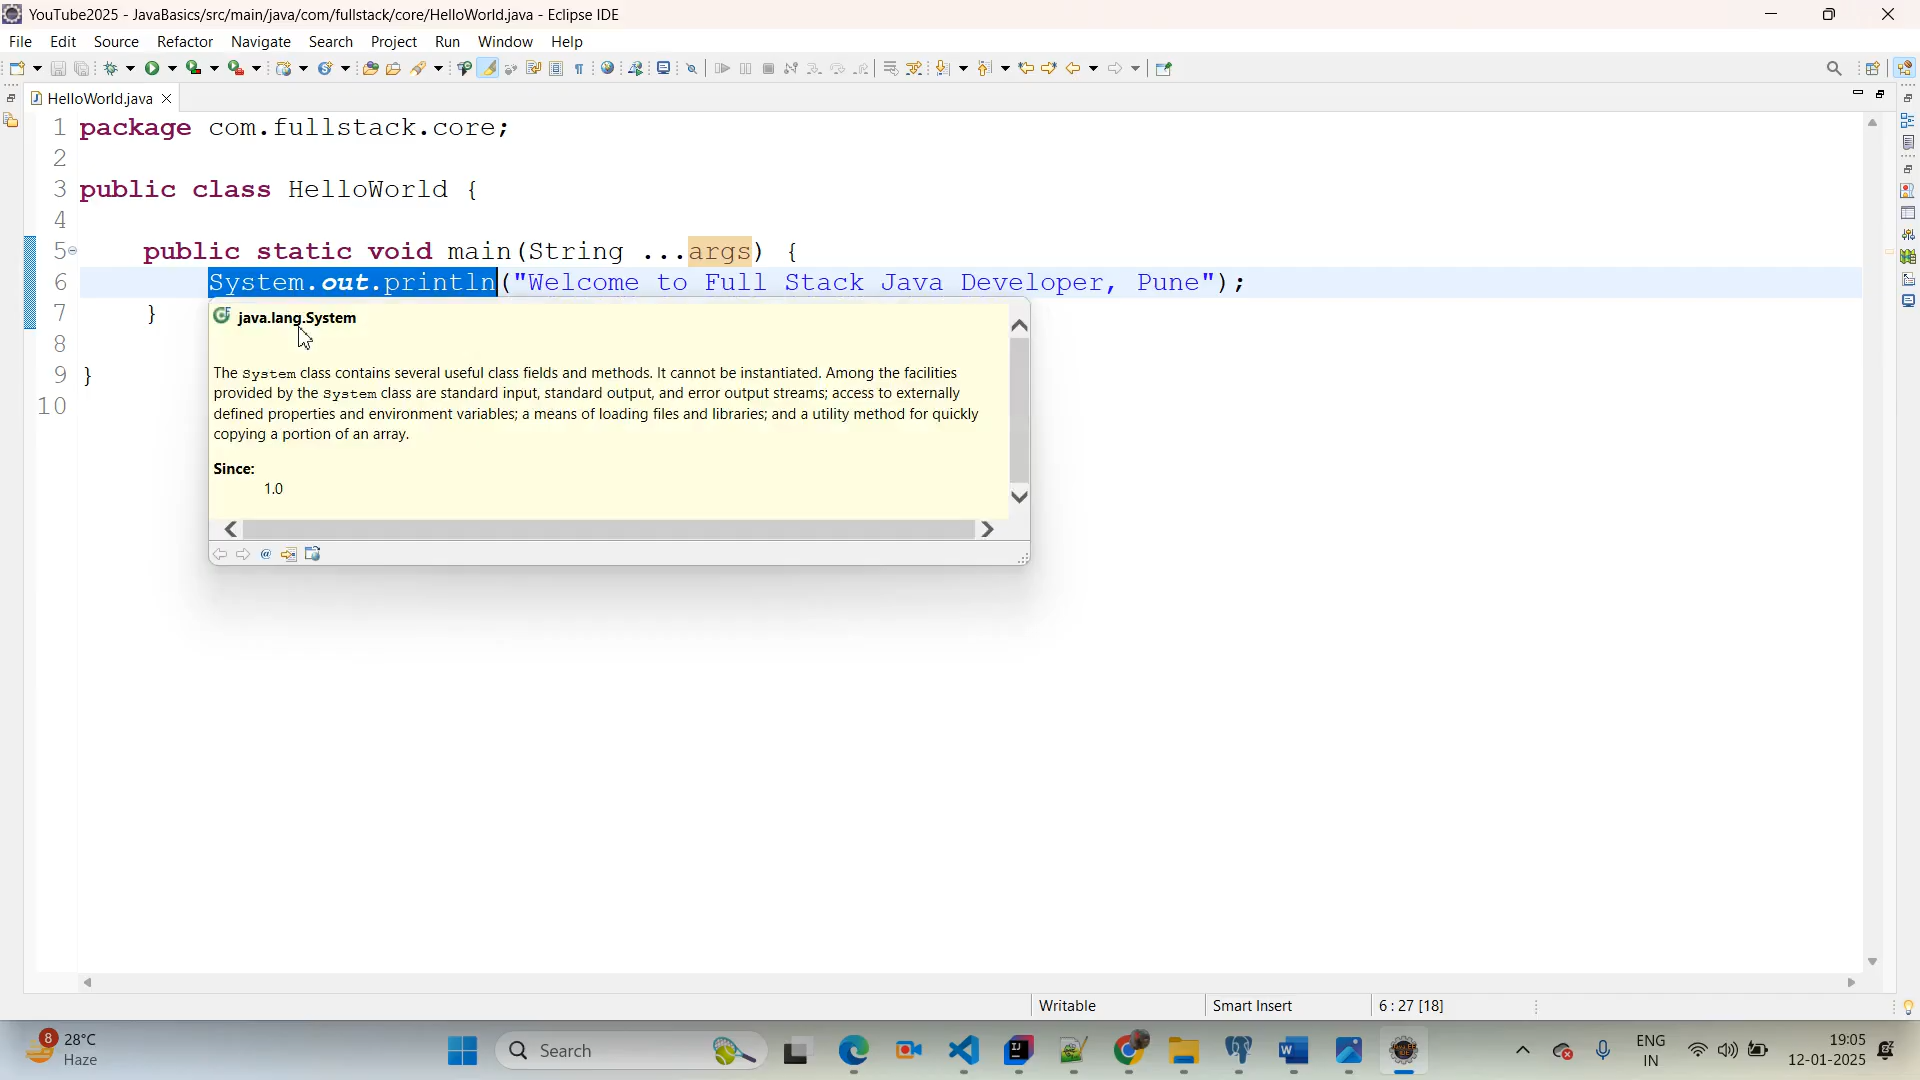 YouTube2025 - JavaBasics/src/main/java/com/fullstack/core/HelloWorld.java - Eclipse IDE
File Edit Source Refactor Navigate Search Project Run Window Help
HelloWorld.java
1 package com.fullstack.core;
2
3 public class HelloWorld {
4
5 public static void main(String ...args) {
6 System.out.println("Welcome to Full Stack Java Developer, Pune");
7 }
8
9 }
10
java.lang.System
The System class contains several useful class fields and methods. It cannot be instantiated. Among the facilities
provided by the System class are standard input, standard output, and error output streams; access to externally
defined properties and environment variables; a means of loading files and libraries; and a utility method for quickly
copying a portion of an array.
Since:
1.0
Writable Smart Insert 6 : 27 [18]
8 28°C
Haze
Search
ENG
IN
19:05
12-01-2025